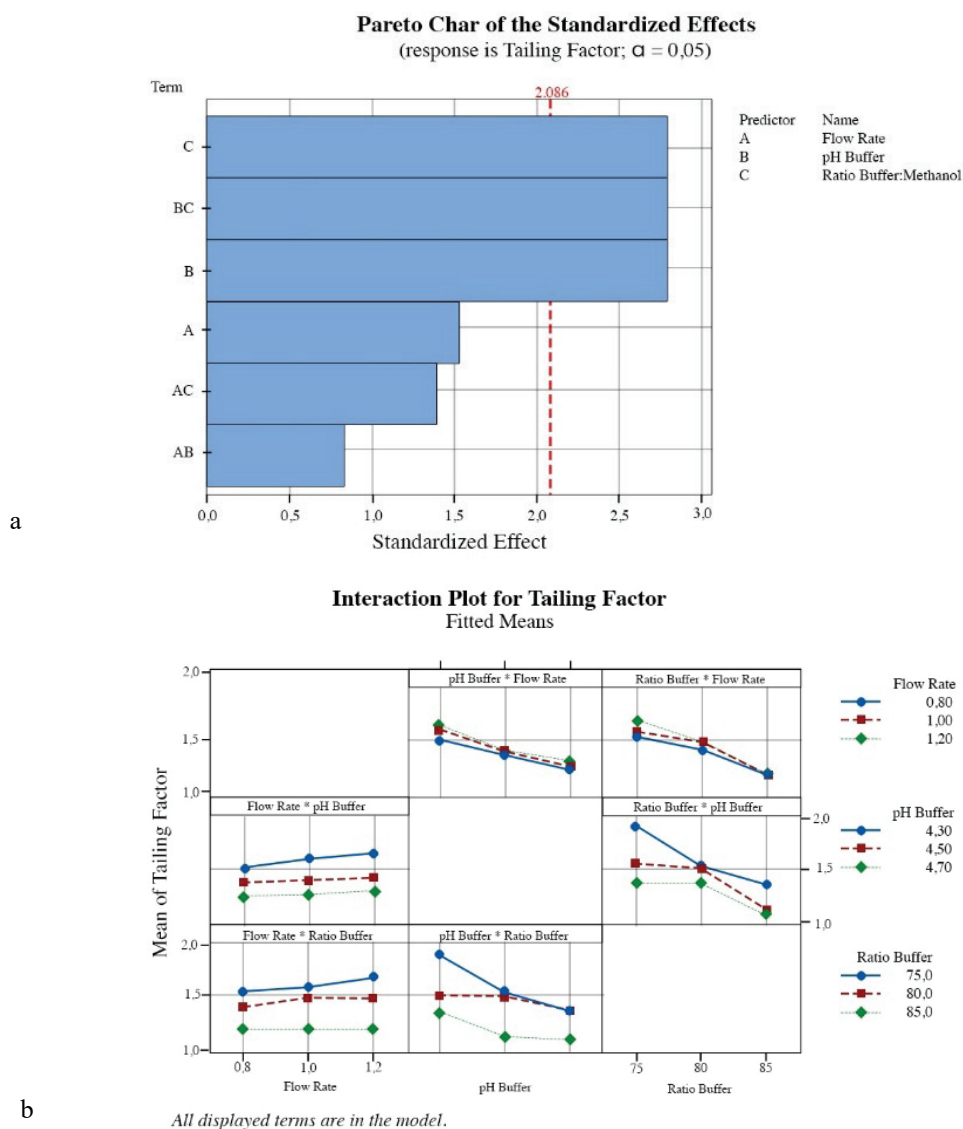 Pareto Char of the Standardized Effects
(response is Tailing Factor; α = 0,05)
Term
2.086
C
BC
B
A
AC
AB
0,0 0,5 1,0 1,5 2,0 2,5 3,0
Standardized Effect
Predictor Name
A Flow Rate
B pH Buffer
C Ratio Buffer:Methanol
a
Interaction Plot for Tailing Factor
Fitted Means
Mean of Tailing Factor
2,0
1,5
1,0
pH Buffer * Flow Rate
Ratio Buffer * Flow Rate
Flow Rate
0,80
1,00
1,20
Flow Rate * pH Buffer
Ratio Buffer * pH Buffer
2,0
1,5
1,0
pH Buffer
4,30
4,50
4,70
Flow Rate * Ratio Buffer
pH Buffer * Ratio Buffer
2,0
1,5
1,0
Ratio Buffer
75,0
80,0
85,0
0,8 1,0 1,2
75 80 85
Flow Rate
pH Buffer
Ratio Buffer
b
All displayed terms are in the model.